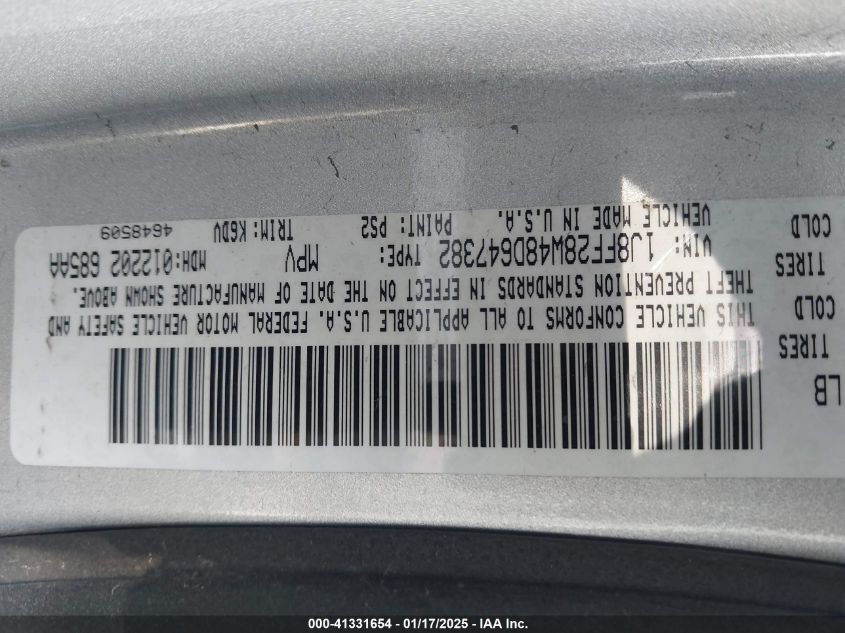 LB
TIRES
COLD
TIRES
COLD
THIS VEHICLE CONFORMS TO ALL APPLICABLE U.S.A. FEDERAL MOTOR VEHICLE SAFETY AND
THEFT PREVENTION STANDARDS IN EFFECT ON THE DATE OF MANUFACTURE SHOWN ABOVE.
VIN: 1J8FF28W48D647382 TYPE: MPV MDH:012202 685AA
VEHICLE MADE IN U.S.A. PAINT: PS2 TRIM: K6DV 4648509
000-41331654 - 01/17/2025 - IAA Inc.